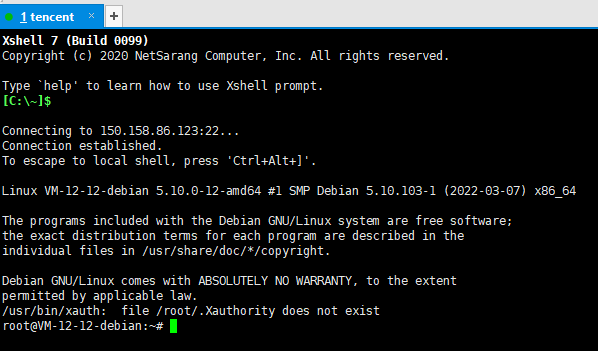 1 tencent × +
Xshell 7 (Build 0099)
Copyright (c) 2020 NetSarang Computer, Inc. All rights reserved.
Type `help' to learn how to use Xshell prompt.
[C:\~]$
Connecting to 150.158.86.123:22...
Connection established.
To escape to local shell, press 'Ctrl+Alt+]'.
Linux VM-12-12-debian 5.10.0-12-amd64 #1 SMP Debian 5.10.103-1 (2022-03-07) x86_64
The programs included with the Debian GNU/Linux system are free software;
the exact distribution terms for each program are described in the
individual files in /usr/share/doc/*/copyright.
Debian GNU/Linux comes with ABSOLUTELY NO WARRANTY, to the extent
permitted by applicable law.
/usr/bin/xauth:  file /root/.Xauthority does not exist
root@VM-12-12-debian:~#